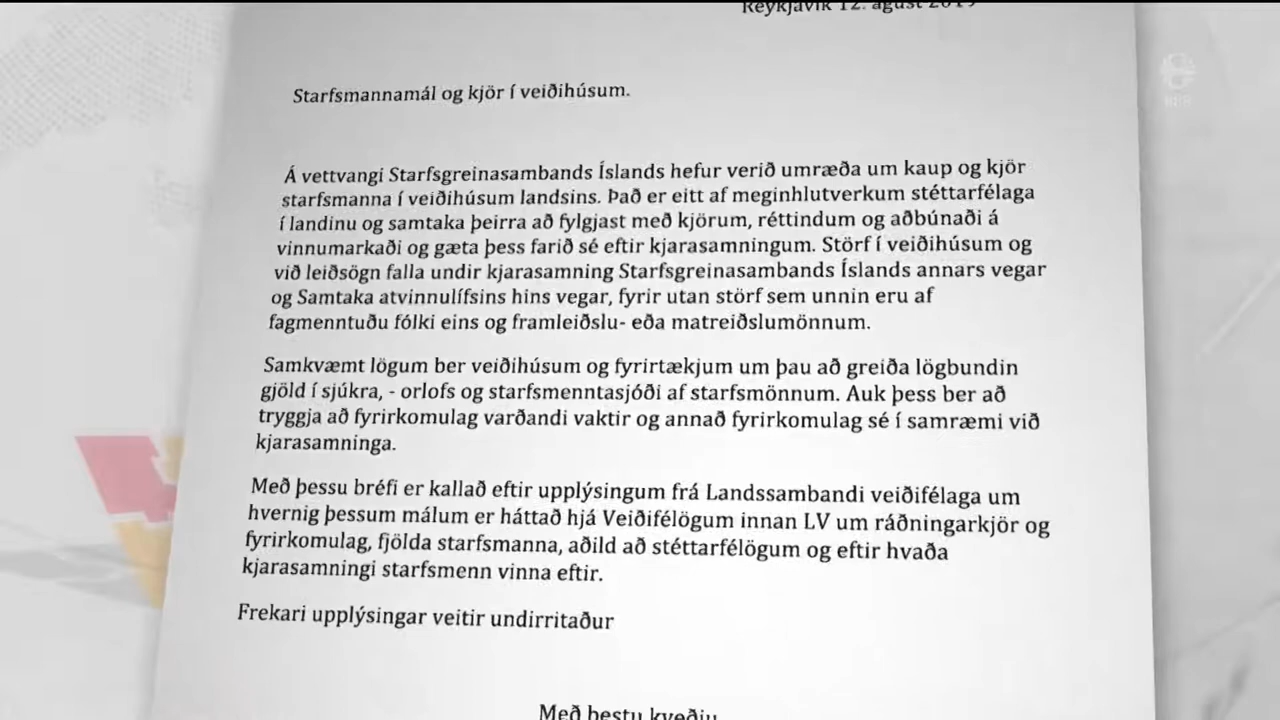 Reykjavík 12. ágúst 2019
Starfsmannamál og kjör í veiðihúsum.
Á vettvangi Starfsgreinasambands Íslands hefur verið umræða um kaup og kjör
starfsmanna í veiðihúsum landsins. Það er eitt af meginhlutverkum stéttarfélaga
í landinu og samtaka þeirra að fylgjast með kjörum, réttindum og aðbúnaði á
vinnumarkaði og gæta þess farið sé eftir kjarasamningum. Störf í veiðihúsum og
við leiðsögn falla undir kjarasamning Starfsgreinasambands Íslands annars vegar
og Samtaka atvinnulífsins hins vegar, fyrir utan störf sem unnin eru af
fagmenntuðu fólki eins og framleiðslu- eða matreiðslumönnum.
Samkvæmt lögum ber veiðihúsum og fyrirtækjum um þau að greiða lögbundin
gjöld í sjúkra, - orlofs og starfsmenntasjóði af starfsmönnum. Auk þess ber að
tryggja að fyrirkomulag varðandi vaktir og annað fyrirkomulag sé í samræmi við
kjarasamninga.
Með þessu bréfi er kallað eftir upplýsingum frá Landssambandi veiðifélaga um
hvernig þessum málum er háttað hjá Veiðifélögum innan LV um ráðningarkjör og
fyrirkomulag, fjölda starfsmanna, aðild að stéttarfélögum og eftir hvaða
kjarasamningi starfsmenn vinna eftir.
Frekari upplýsingar veitir undirritaður
Með bestu kveðju